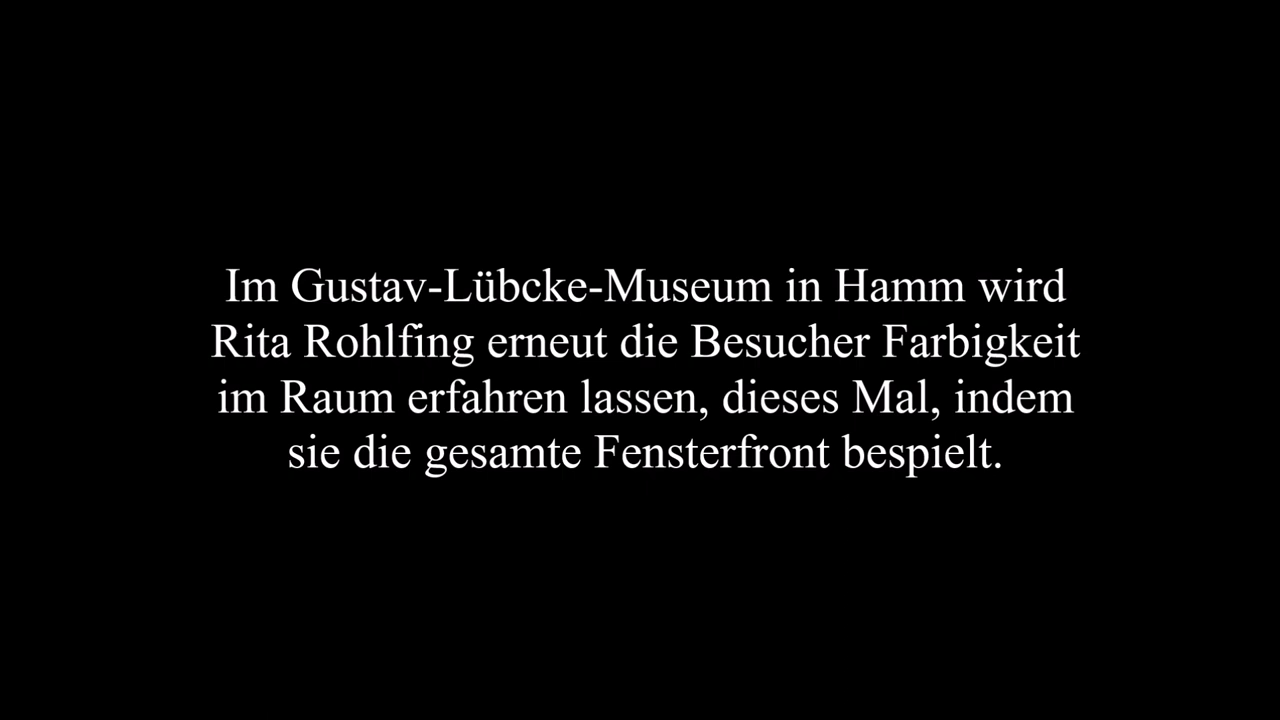 Im Gustav-Lübcke-Museum in Hamm wird
Rita Rohlfing erneut die Besucher Farbigkeit
im Raum erfahren lassen, dieses Mal, indem
sie die gesamte Fensterfront bespielt.